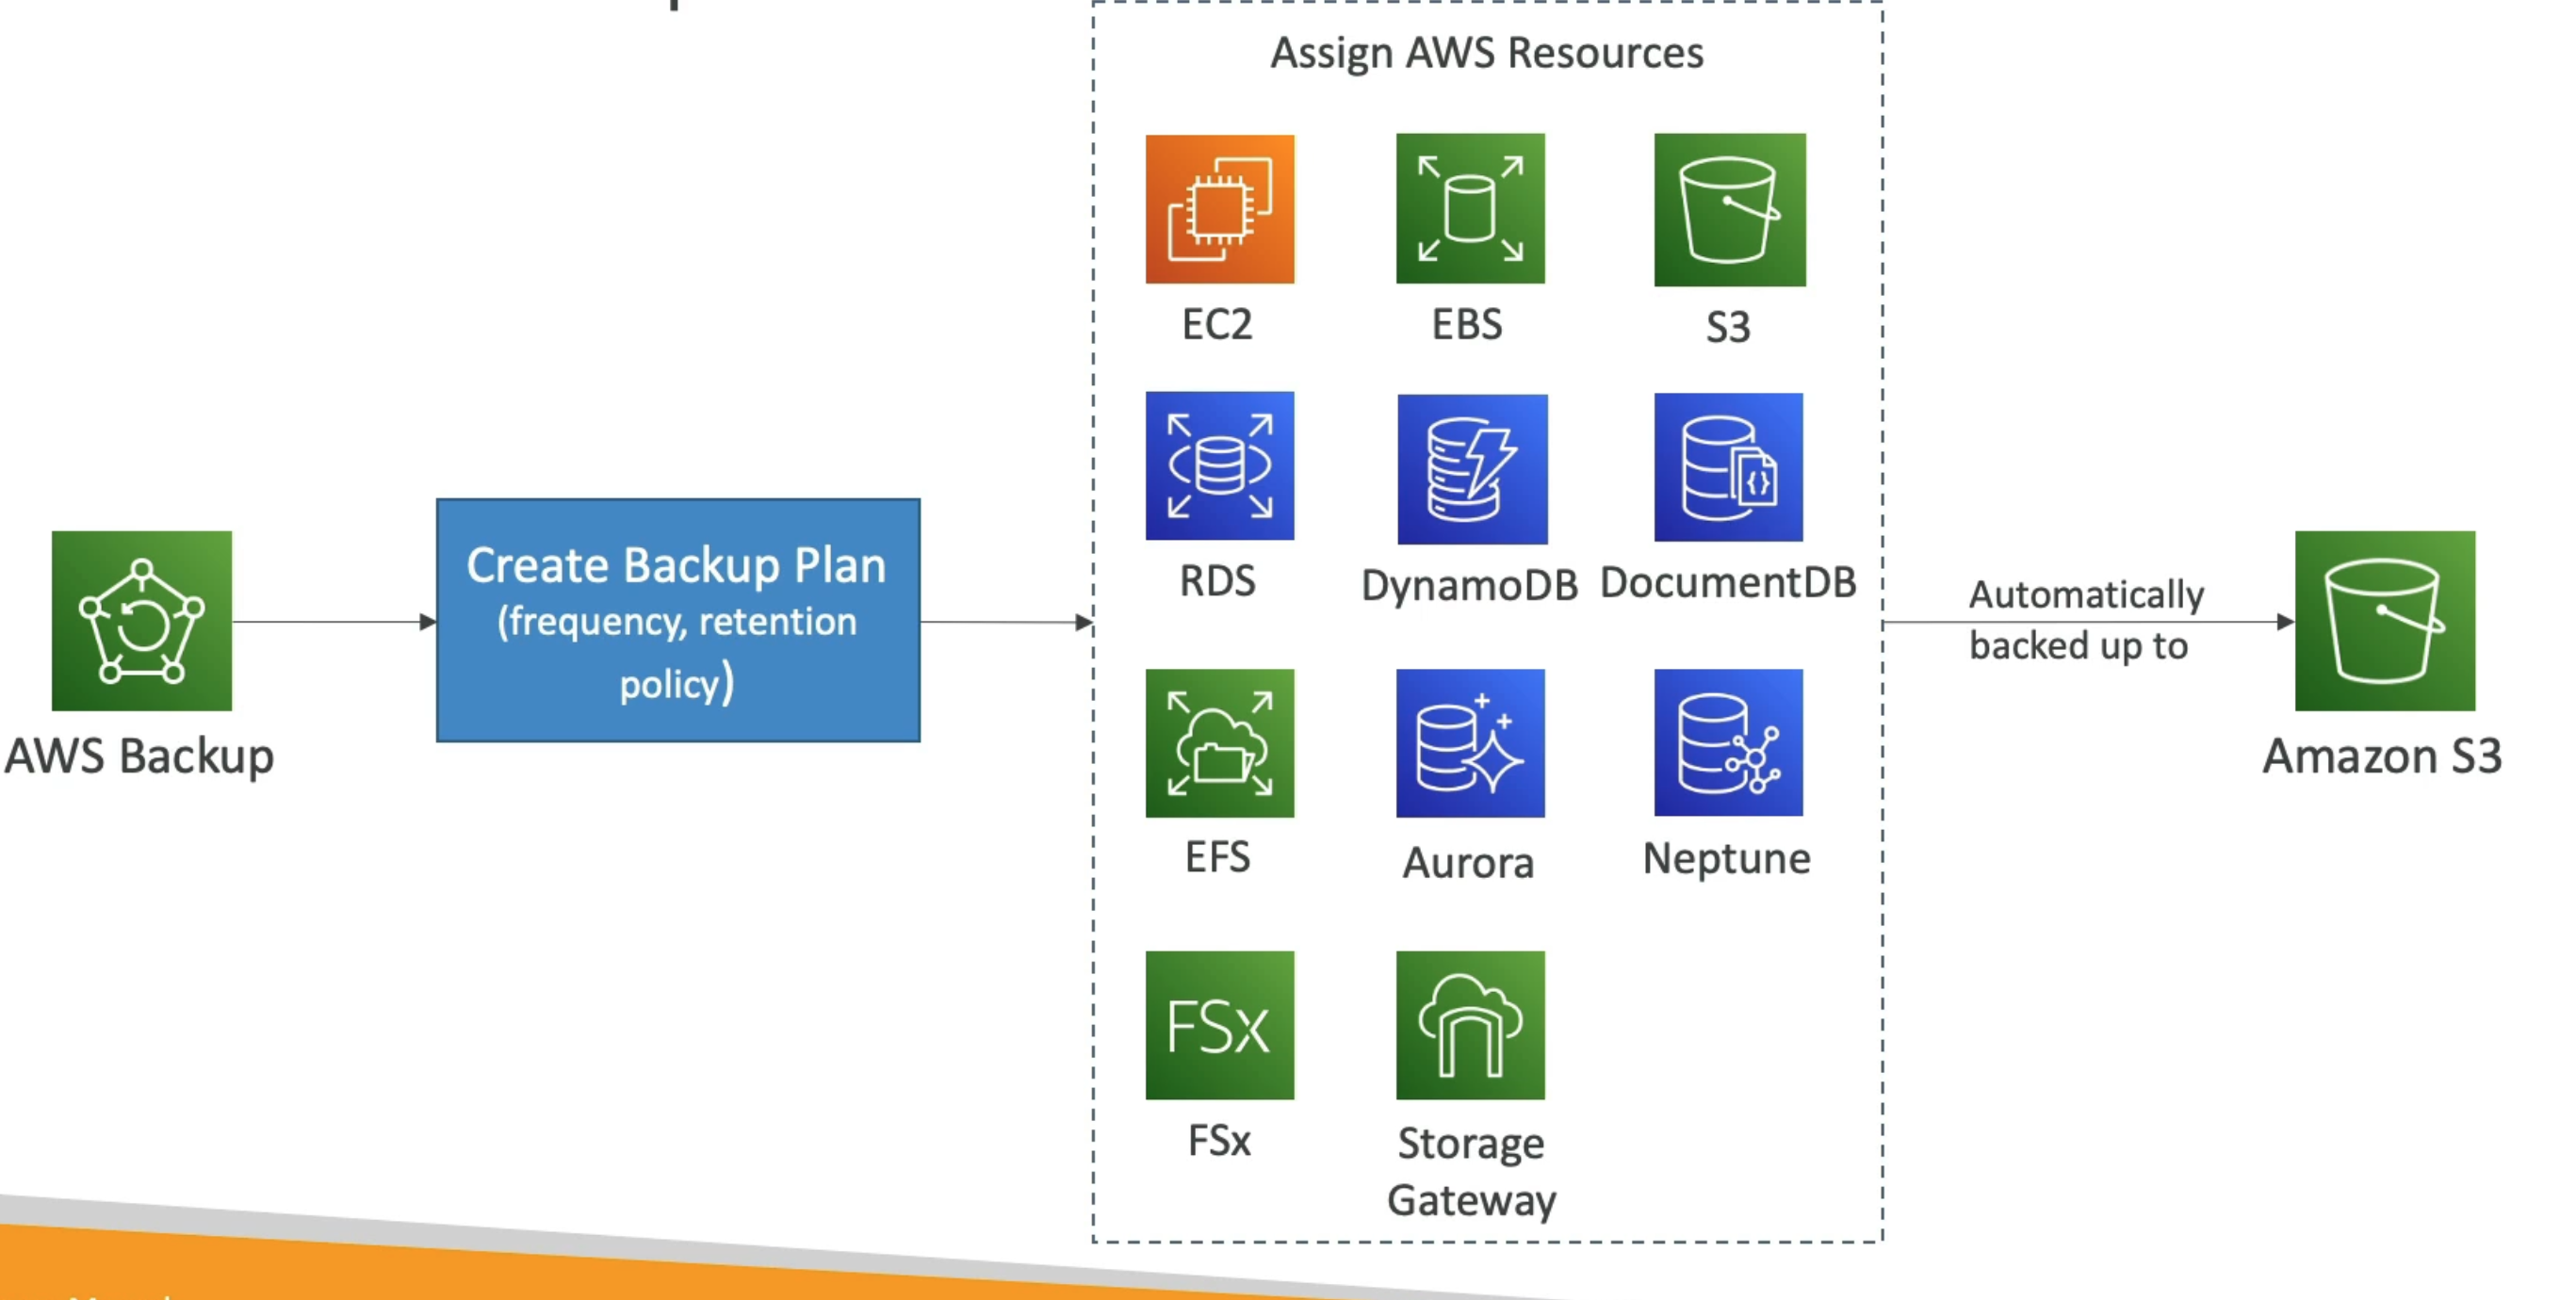 Assign AWS Resources
EC2
EBS
S3
RDS
DynamoDB
DocumentDB
EFS
Aurora
Neptune
FSx
FSx
Storage
Gateway
AWS Backup
Create Backup Plan
(frequency, retention
policy)
Automatically
backed up to
Amazon S3